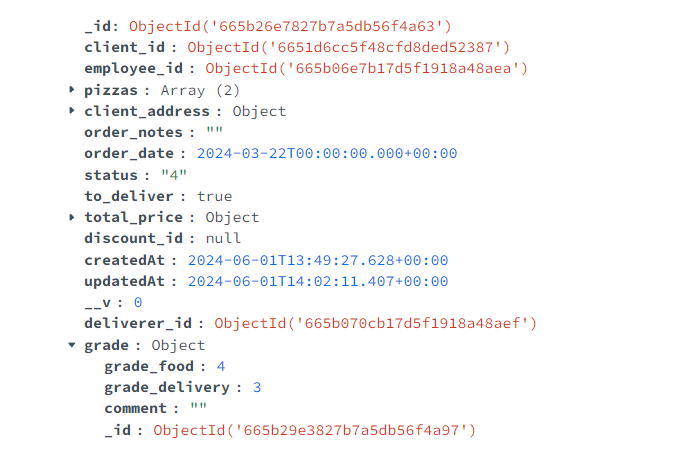 _id: ObjectId('665b26e7827b7a5db56f4a63')
client_id : ObjectId('6651d6cc5f48cfd8ded52387')
employee_id : ObjectId('665b06e7b17d5f1918a48aea')
pizzas : Array (2)
client_address : Object
order_notes : ""
order_date : 2024-03-22T00:00:00.000+00:00
status : "4"
to_deliver : true
total_price : Object
discount_id : null
createdAt : 2024-06-01T13:49:27.628+00:00
updatedAt : 2024-06-01T14:02:11.407+00:00
__v : 0
deliverer_id : ObjectId('665b070cb17d5f1918a48aef')
grade : Object
grade_food : 4
grade_delivery : 3
comment : ""
_id : ObjectId('665b29e3827b7a5db56f4a97')